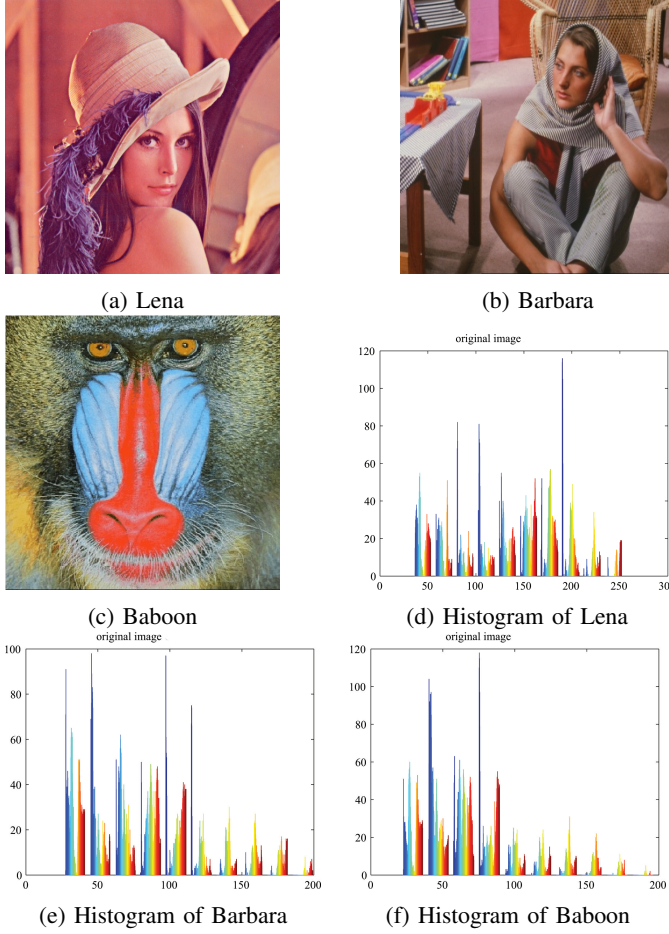 (a) Lena
(b) Barbara
(c) Baboon
original image
120
100
80
60
40
20
0
0 50 100 150 200 250 300
(d) Histogram of Lena
original image
100
80
60
40
20
0
0 50 100 150 200
(e) Histogram of Barbara
original image
120
100
80
60
40
20
0
0 50 100 150 200
(f) Histogram of Baboon